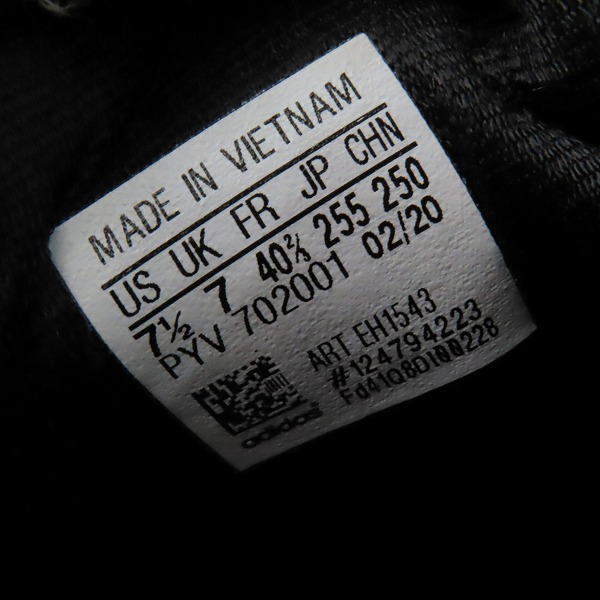 MADE IN VIETNAM
US UK FR JP CHN
7½ 7 40⅔ 255 250
PYV 702001 02/20
ART EH1543
#124794223
Fd41Q8DI00228
adidas